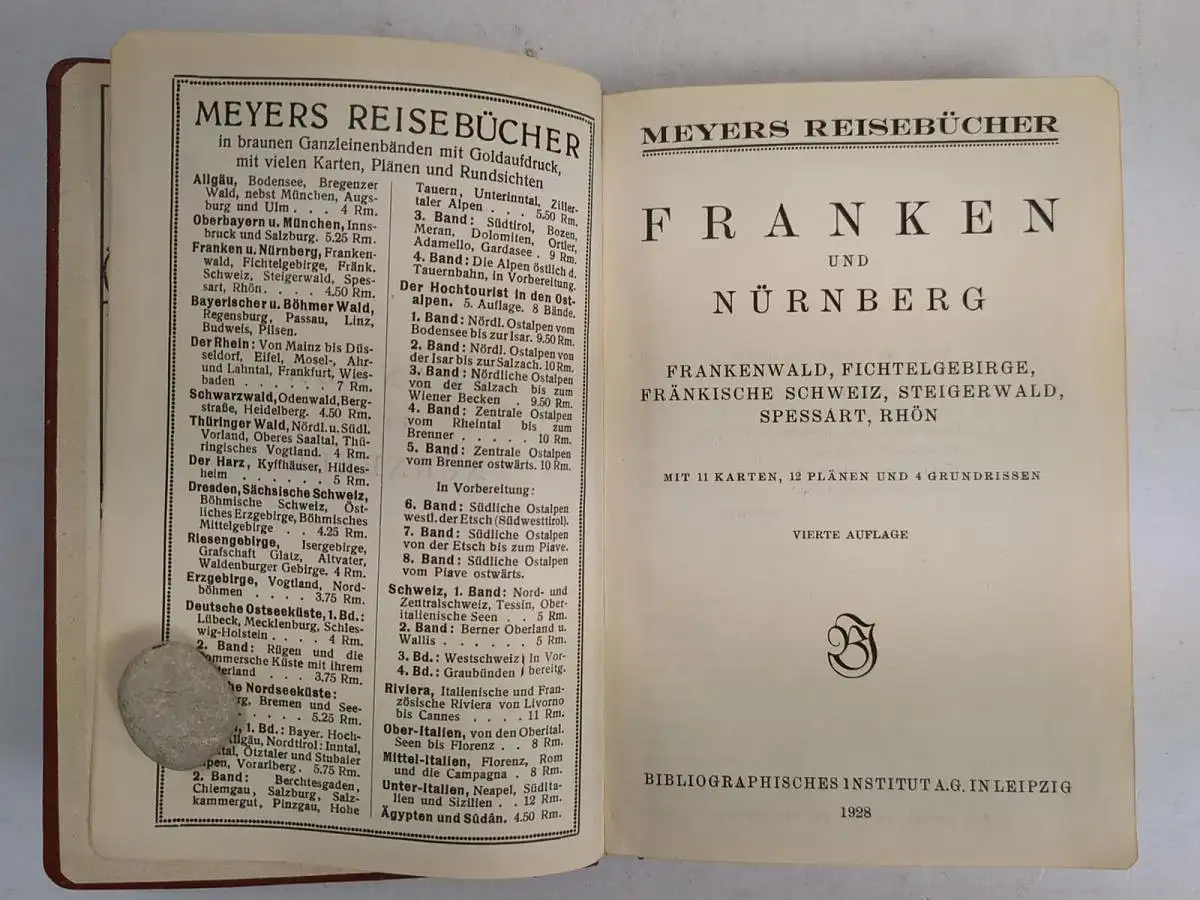 MEYERS REISEBÜCHER
in braunen Ganzleinenbänden mit Goldaufdruck,
mit vielen Karten, Plänen und Rundsichten
Allgäu, Bodensee, Bregenzer
Wald, nebst München, Augs-
burg und Ulm . . . 4 Rm.
Oberbayern u. München, Inns-
bruck und Salzburg. 5.25 Rm.
Franken u. Nürnberg, Franken-
wald, Fichtelgebirge, Fränk.
Schweiz, Steigerwald, Spes-
sart, Rhön. . . . 4.50 Rm.
Bayerischer u. Böhmer Wald,
Regensburg, Passau, Linz,
Budweis, Pilsen.
Der Rhein: Von Mainz bis Düs-
seldorf, Eifel, Mosel-, Ahr-
und Lahntal, Frankfurt, Wies-
baden . . . . . . 7 Rm.
Schwarzwald, Odenwald, Berg-
straße, Heidelberg. 4.50 Rm.
Thüringer Wald, Nördl. u. Südl.
Vorland, Oberes Saaltal, Thü-
ringisches Vogtland. 4 Rm.
Der Harz, Kyffhäuser, Hildes-
heim . . . . . . 5 Rm.
Dresden, Sächsische Schweiz,
Böhmische Schweiz, Öst-
liches Erzgebirge, Böhmisches
Mittelgebirge . . 4.25 Rm.
Riesengebirge, Isergebirge,
Grafschaft Glatz, Altvater,
Waldenburger Gebirge. 4 Rm.
Erzgebirge, Vogtland, Nord-
böhmen . . . . 3.75 Rm.
Deutsche Ostseeküste, 1. Bd.:
Lübeck, Mecklenburg, Schles-
wig-Holstein . . . . 4 Rm.
2. Band: Rügen und die
ommersche Küste mit ihrem
terland . . . 3.75 Rm.
he Nordseeküste:
rg, Bremen und See-
. . . . . 5.25 Rm.
, 1. Bd.: Bayer. Hoch-
llgäu, Nordtirol: Inntal,
tal, Ötztaler und Stubaier
lpen, Vorarlberg. 5.75 Rm.
2. Band: Berchtesgaden,
Chiemgau, Salzburg, Salz-
kammergut, Pinzgau, Hohe
Tauern, Unterinntal, Ziller-
taler Alpen . . . 5.50 Rm.
3. Band: Südtirol, Bozen,
Meran, Dolomiten, Ortler,
Adamello, Gardasee . 9 Rm.
4. Band: Die Alpen östlich d.
Tauernbahn, in Vorbereitung.
Der Hochtourist in den Ost-
alpen. 5. Auflage. 8 Bände.
1. Band: Nördl. Ostalpen vom
Bodensee bis zur Isar. 9.50 Rm.
2. Band: Nördl. Ostalpen von
der Isar bis zur Salzach. 10 Rm.
3. Band: Nördliche Ostalpen
von der Salzach bis zum
Wiener Becken . 9.50 Rm.
4. Band: Zentrale Ostalpen
vom Rheintal bis zum
Brenner . . . . . 10 Rm.
5. Band: Zentrale Ostalpen
vom Brenner ostwärts. 10 Rm.
In Vorbereitung:
6. Band: Südliche Ostalpen
westl. der Etsch (Südwesttirol).
7. Band: Südliche Ostalpen
von der Etsch bis zum Piave.
8. Band: Südliche Ostalpen
vom Piave ostwärts.
Schweiz, 1. Band: Nord- und
Zentralschweiz, Tessin, Ober-
italienische Seen . . 5 Rm.
2. Band: Berner Oberland u.
Wallis . . . . . . 5 Rm.
3. Bd.: Westschweiz } In Vor-
4. Bd.: Graubünden } bereitg.
Riviera, Italienische und Fran-
zösische Riviera von Livorno
bis Cannes . . . . 11 Rm.
Ober-Italien, von den Oberital.
Seen bis Florenz . . 8 Rm.
Mittel-Italien, Florenz, Rom
und die Campagna . 8 Rm.
Unter-Italien, Neapel, Südita-
lien und Sizilien . . 12 Rm.
Ägypten und Sûdân. 4.50 Rm.
MEYERS REISEBÜCHER
FRANKEN
UND
NÜRNBERG
FRANKENWALD, FICHTELGEBIRGE,
FRÄNKISCHE SCHWEIZ, STEIGERWALD,
SPESSART, RHÖN
MIT 11 KARTEN, 12 PLÄNEN UND 4 GRUNDRISSEN
VIERTE AUFLAGE
BI
BIBLIOGRAPHISCHES INSTITUT A.G. IN LEIPZIG
1928